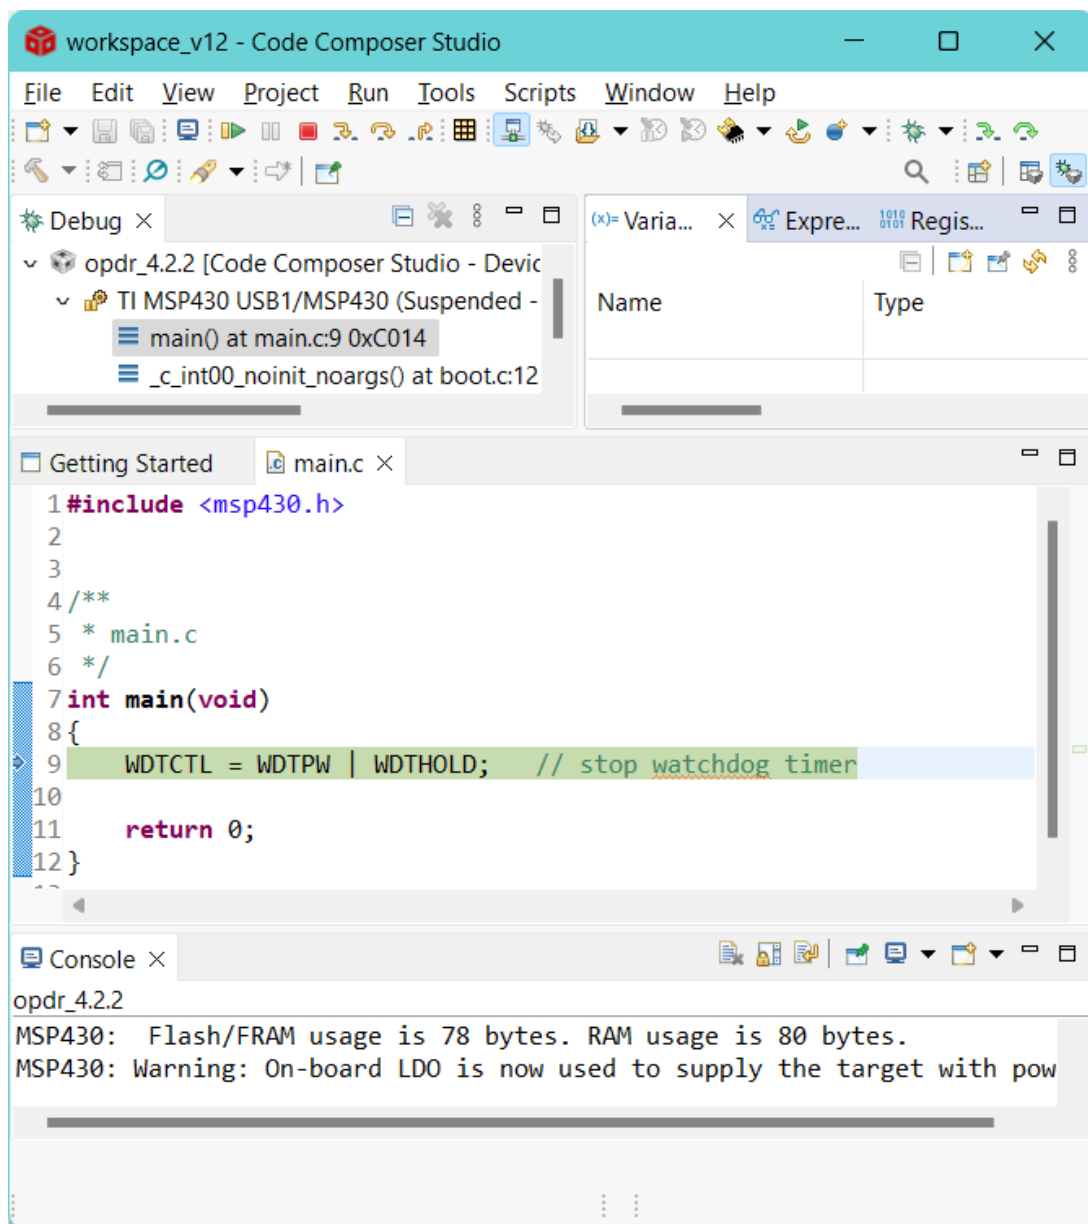 workspace_v12 - Code Composer Studio
File Edit View Project Run Tools Scripts Window Help
Debug
(x)= Varia... Expre... 1010 0101 Regis...
opdr_4.2.2 [Code Composer Studio - Devic
TI MSP430 USB1/MSP430 (Suspended -
main() at main.c:9 0xC014
_c_int00_noinit_noargs() at boot.c:12
Name Type
Getting Started .c main.c
1 #include <msp430.h>
2
3
4 /**
5  * main.c
6  */
7 int main(void)
8 {
9     WDTCTL = WDTPW | WDTHOLD;   // stop watchdog timer
10
11     return 0;
12 }
Console
opdr_4.2.2
MSP430:  Flash/FRAM usage is 78 bytes. RAM usage is 80 bytes.
MSP430: Warning: On-board LDO is now used to supply the target with pow